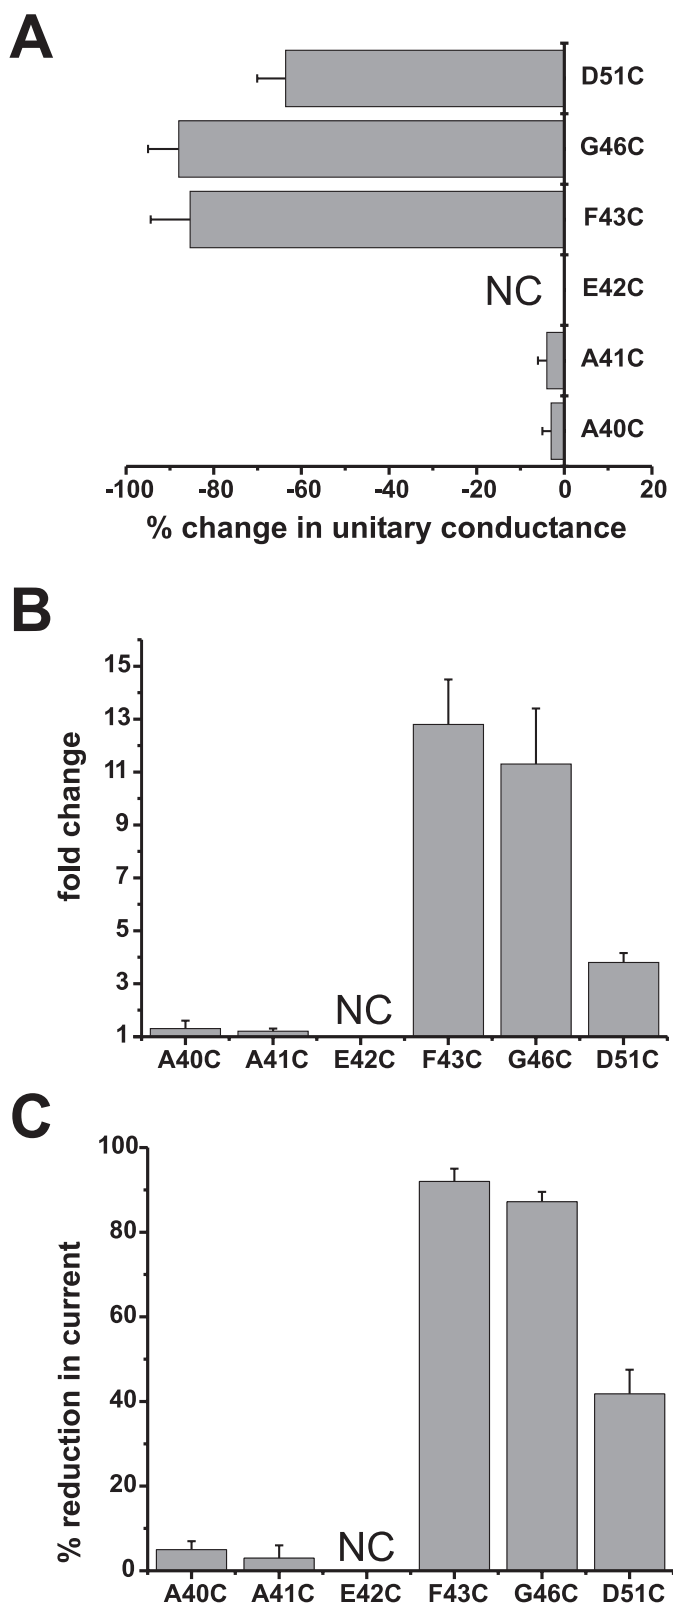 A
D51C
G46C
F43C
NC E42C
A41C
A40C
-100 -80 -60 -40 -20 0 20
% change in unitary conductance
B
15
13
11
9
7
5
3
1
fold change
NC
A40C A41C E42C F43C G46C D51C
C
100
80
60
40
20
0
% reduction in current
NC
A40C A41C E42C F43C G46C D51C